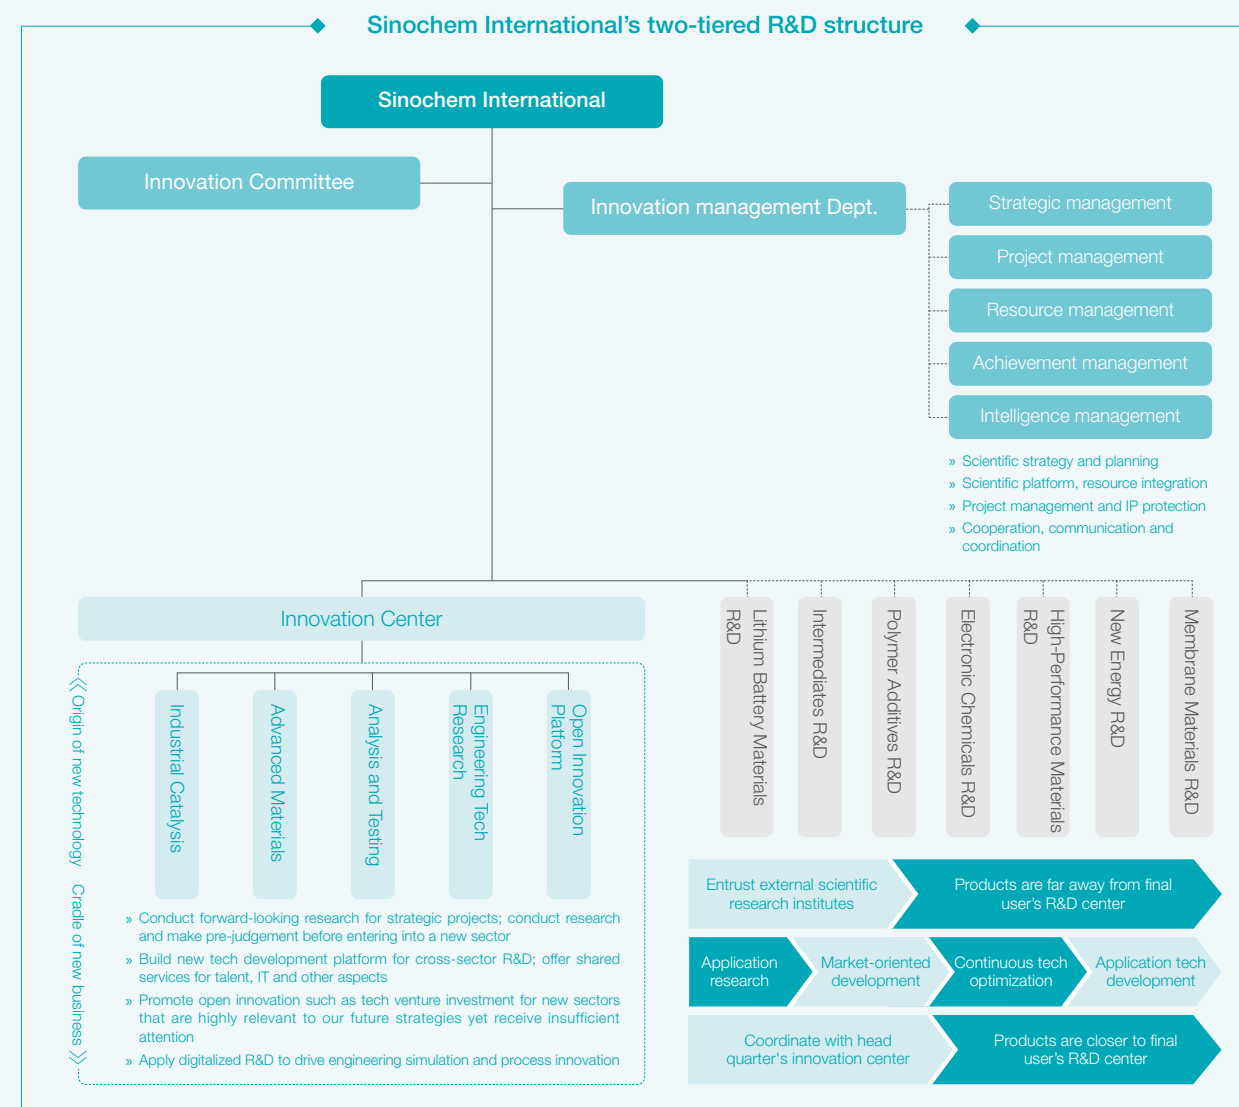 Sinochem International's two-tiered R&D structure
Sinochem International
Innovation Committee
Innovation management Dept.
Strategic management
Project management
Resource management
Achievement management
Intelligence management
» Scientific strategy and planning
» Scientific platform, resource integration
» Project management and IP protection
» Cooperation, communication and
coordination
Innovation Center
Origin of new technology
Cradle of new business
Industrial Catalysis
Advanced Materials
Analysis and Testing
Engineering Tech
Research
Open Innovation
Platform
» Conduct forward-looking research for strategic projects; conduct research
and make pre-judgement before entering into a new sector
» Build new tech development platform for cross-sector R&D; offer shared
services for talent, IT and other aspects
» Promote open innovation such as tech venture investment for new sectors
that are highly relevant to our future strategies yet receive insufficient
attention
» Apply digitalized R&D to drive engineering simulation and process innovation
Lithium Battery Materials
R&D
Intermediates R&D
Polymer Additives R&D
Electronic Chemicals R&D
High-Performance Materials
R&D
New Energy R&D
Membrane Materials R&D
Entrust external scientific
research institutes
Products are far away from final
user's R&D center
Application
research
Market-oriented
development
Continuous tech
optimization
Application tech
development
Coordinate with head
quarter's innovation center
Products are closer to final
user's R&D center